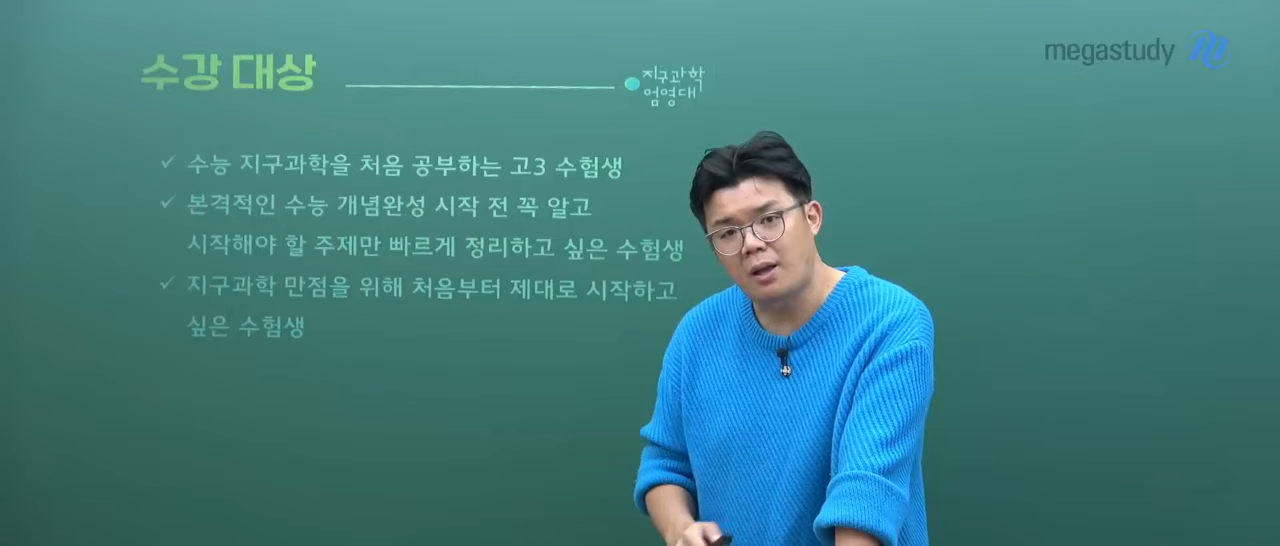 수강 대상
지구과학
엄영대
megastudy
✓ 수능 지구과학을 처음 공부하는 고3 수험생
✓ 본격적인 수능 개념완성 시작 전 꼭 알고
시작해야 할 주제만 빠르게 정리하고 싶은 수험생
✓ 지구과학 만점을 위해 처음부터 제대로 시작하고
싶은 수험생